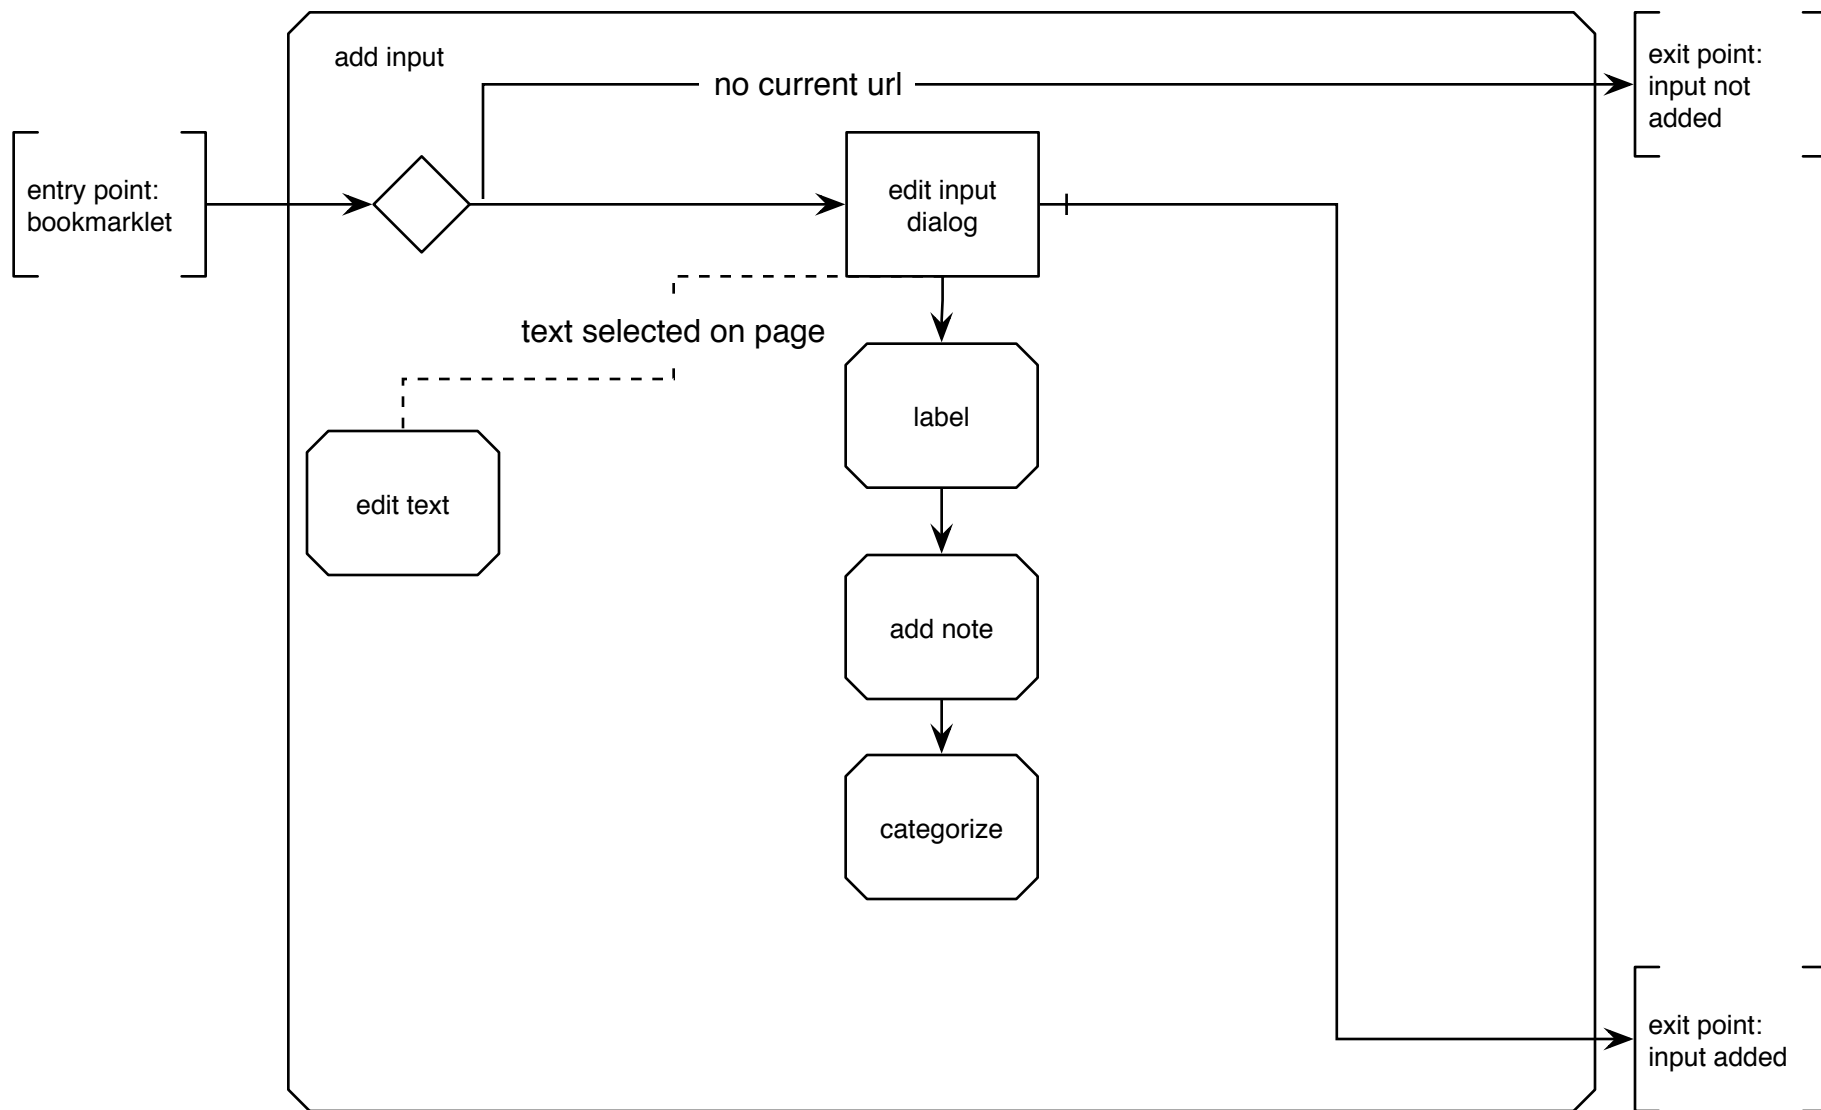 add input
no current url
exit point:
input not
added
entry point:
bookmarklet
edit input
dialog
text selected on page
label
edit text
add note
categorize
exit point:
input added